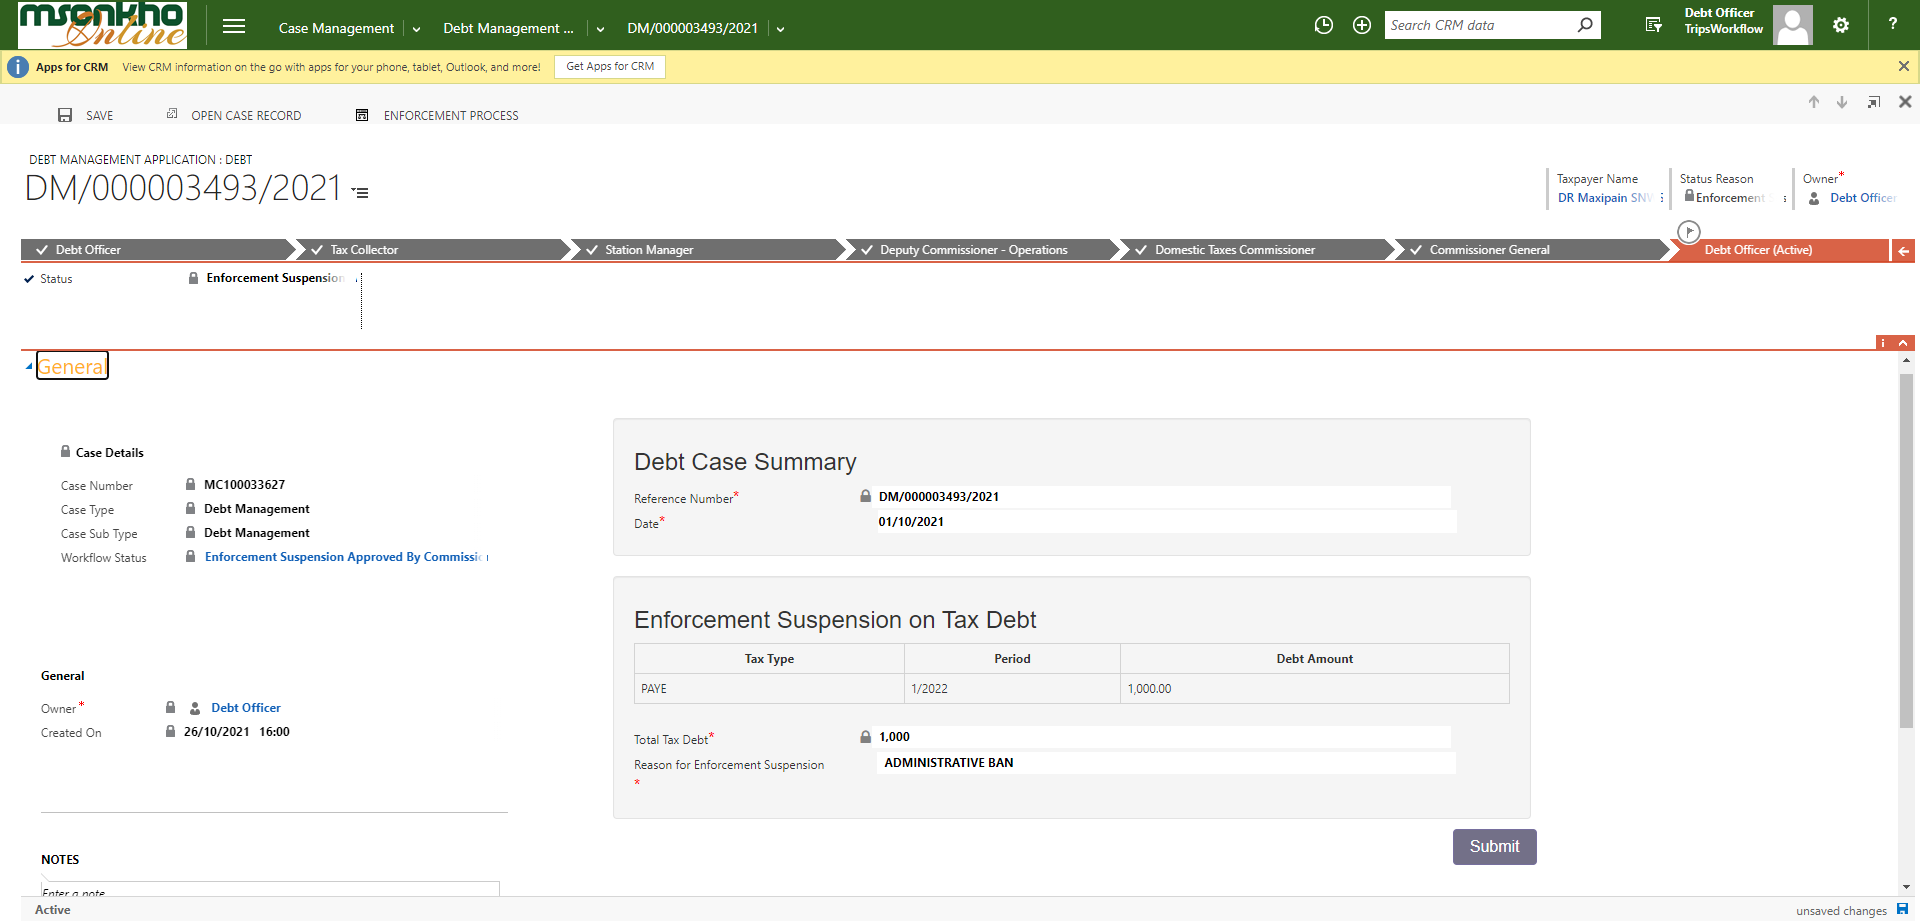 msonkho
Online
Case Management
Debt Management ...
DM/000003493/2021
Search CRM data
Debt Officer
TripsWorkflow
?
Apps for CRM View CRM information on the go with apps for your phone, tablet, Outlook, and more! Get Apps for CRM
SAVE
OPEN CASE RECORD
ENFORCEMENT PROCESS
DEBT MANAGEMENT APPLICATION : DEBT
DM/000003493/2021
Taxpayer Name
DR Maxipain SNV
Status Reason
Enforcement S
Owner*
Debt Officer
Debt Officer
Tax Collector
Station Manager
Deputy Commissioner - Operations
Domestic Taxes Commissioner
Commissioner General
Debt Officer (Active)
Status Enforcement Suspension
General
Case Details
Case Number MC100033627
Case Type Debt Management
Case Sub Type Debt Management
Workflow Status Enforcement Suspension Approved By Commissi
General
Owner* Debt Officer
Created On 26/10/2021 16:00
NOTES
Enter a note
Debt Case Summary
Reference Number* DM/000003493/2021
Date* 01/10/2021
Enforcement Suspension on Tax Debt
Tax Type Period Debt Amount
PAYE 1/2022 1,000.00
Total Tax Debt* 1,000
Reason for Enforcement Suspension ADMINISTRATIVE BAN
*
Submit
Active
unsaved changes